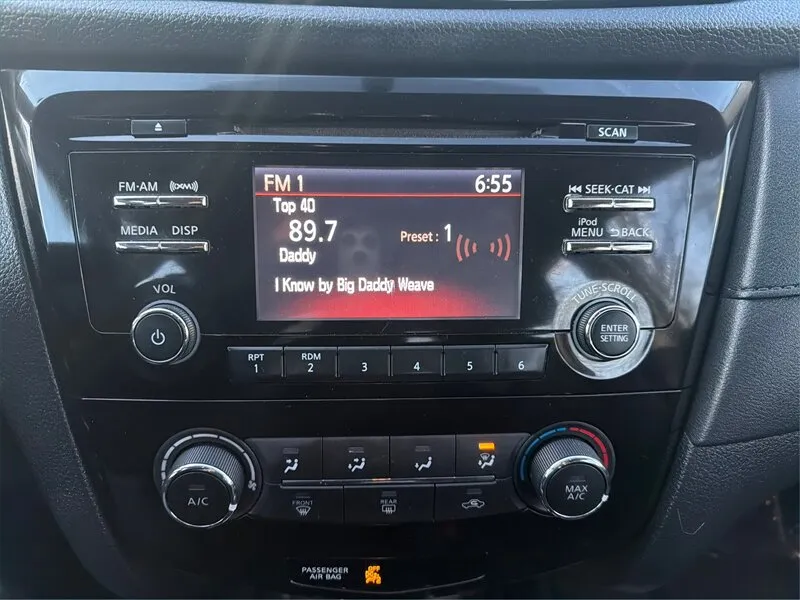 SCAN
FM·AM ((XM))
MEDIA DISP
FM 1 6:55
Top 40
89.7 Preset : 1
Daddy
I Know by Big Daddy Weave
SEEK·CAT
iPod
MENU BACK
VOL
TUNE·SCROLL
ENTER
SETTING
RPT
1
RDM
2
3
4
5
6
A/C
FRONT
REAR
MAX
A/C
PASSENGER
AIR BAG
OFF